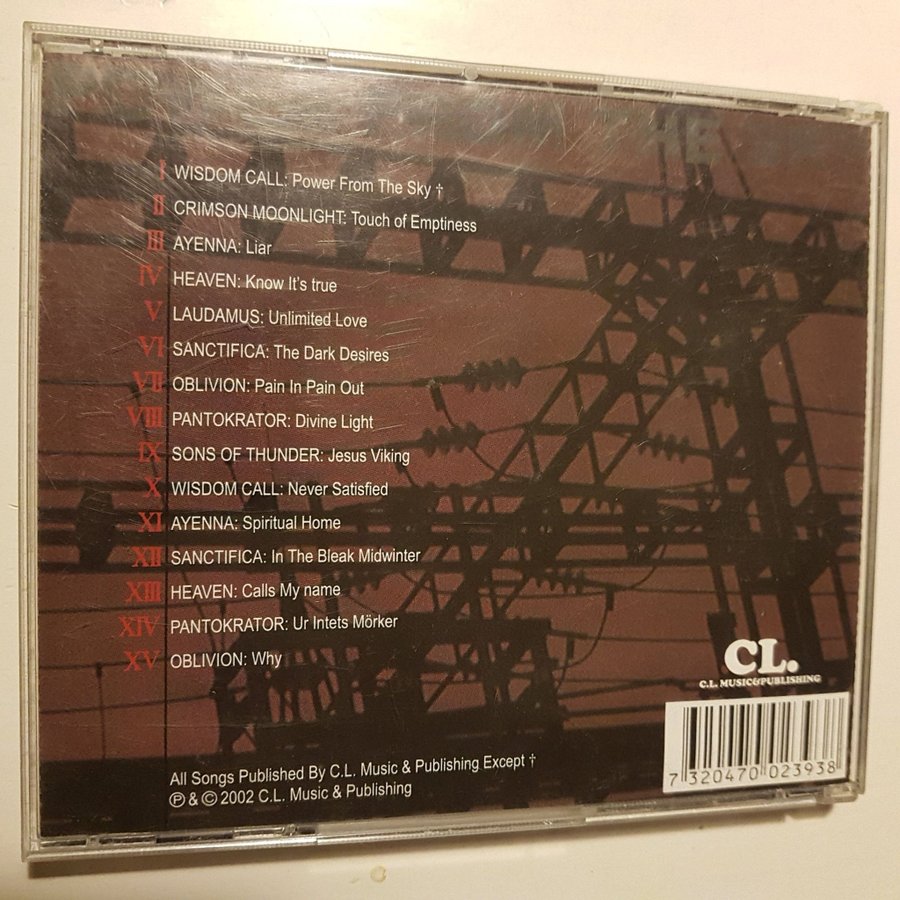 I WISDOM CALL: Power From The Sky †
II CRIMSON MOONLIGHT: Touch of Emptiness
III AYENNA: Liar
IV HEAVEN: Know It's true
V LAUDAMUS: Unlimited Love
VI SANCTIFICA: The Dark Desires
VII OBLIVION: Pain In Pain Out
VIII PANTOKRATOR: Divine Light
IX SONS OF THUNDER: Jesus Viking
X WISDOM CALL: Never Satisfied
XI AYENNA: Spiritual Home
XII SANCTIFICA: In The Bleak Midwinter
XIII HEAVEN: Calls My name
XIV PANTOKRATOR: Ur Intets Mörker
XV OBLIVION: Why
CL.
C.L. MUSIC&PUBLISHING
All Songs Published By C.L. Music & Publishing Except †
℗ & © 2002 C.L. Music & Publishing
7 320470 023938